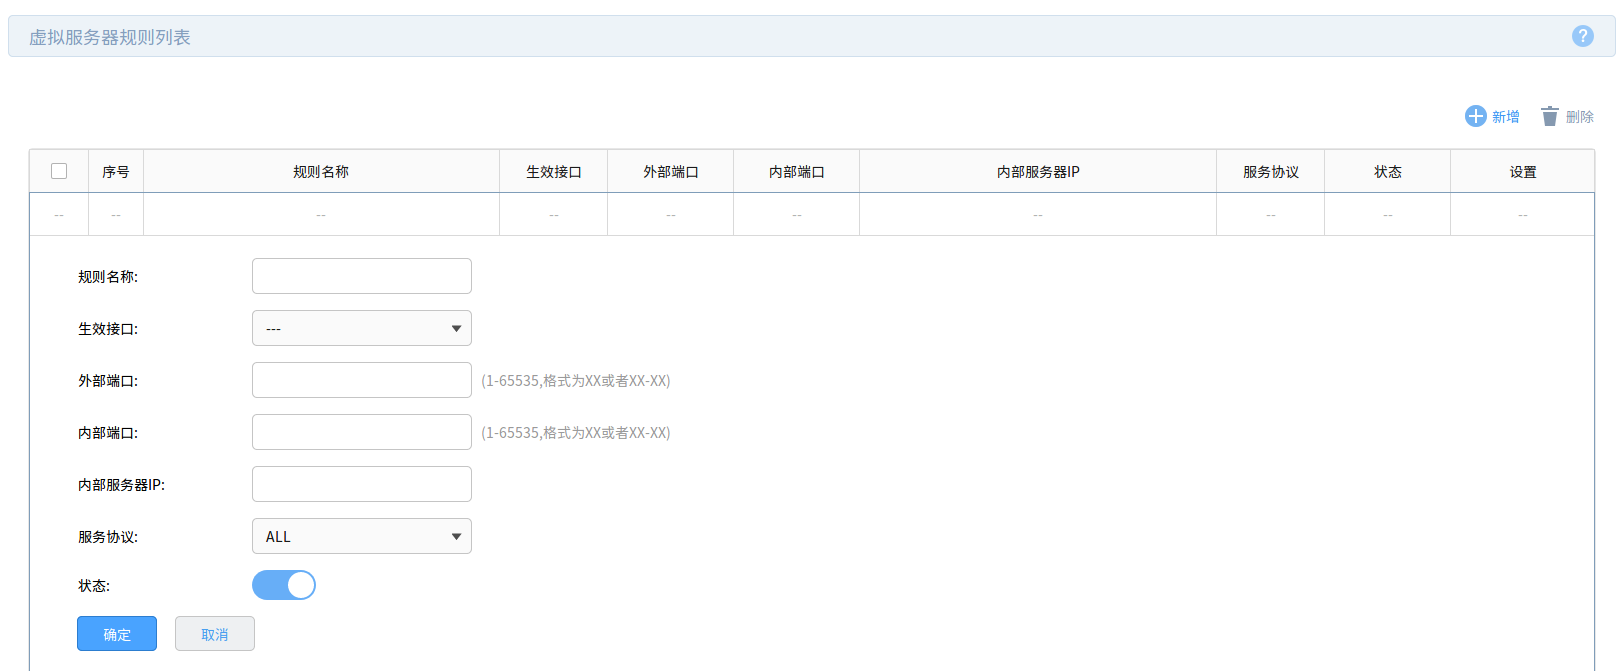 虚拟服务器规则列表 ?
新增 删除
序号 规则名称 生效接口 外部端口 内部端口 内部服务器IP 服务协议 状态 设置
-- -- -- -- -- -- -- -- -- --
规则名称:
生效接口: ---
外部端口: (1-65535,格式为XX或者XX-XX)
内部端口: (1-65535,格式为XX或者XX-XX)
内部服务器IP:
服务协议: ALL
状态:
确定 取消